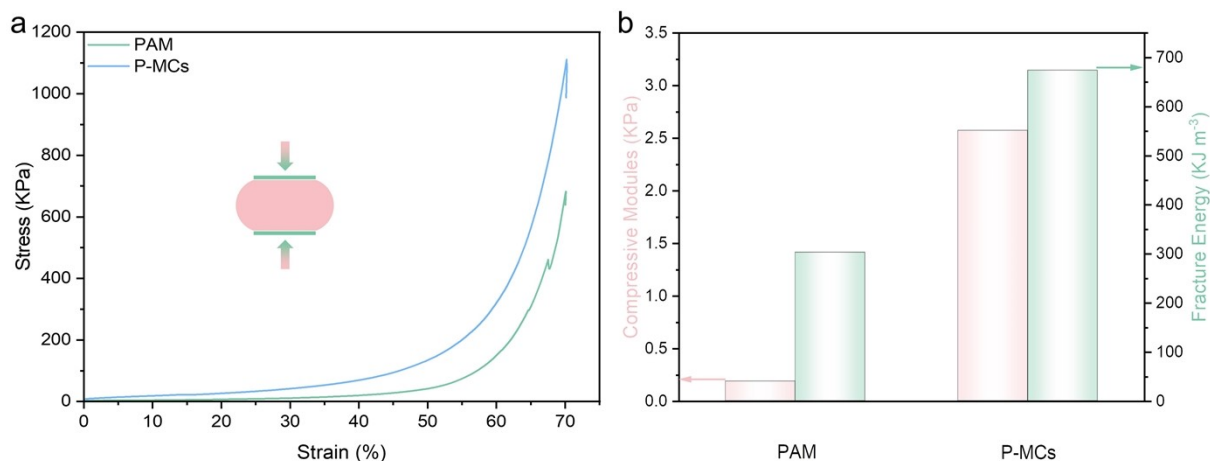 a
PAM
P-MCs
Stress (KPa)
1200
1000
800
600
400
200
0
0 10 20 30 40 50 60 70
Strain (%)
b
Compressive Modules (KPa)
3.5
3.0
2.5
2.0
1.5
1.0
0.5
0.0
PAM P-MCs
700
600
500
400
300
200
100
0
Fracture Energy (KJ m⁻³)